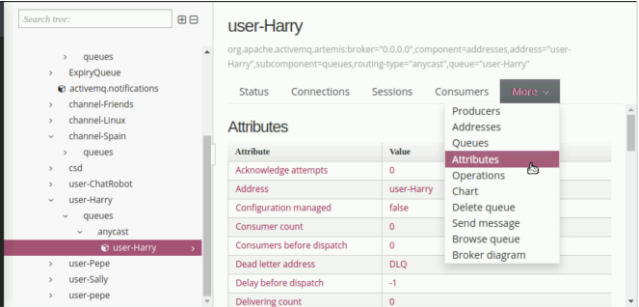 Search tree:
queues
ExpiryQueue
activemq.notifications
channel-Friends
channel-Linux
channel-Spain
queues
csd
user-ChatRobot
user-Harry
queues
anycast
user-Harry
user-Pepe
user-Sally
user-pepe
user-Harry
org.apache.activemq.artemis:broker="0.0.0.0",component=addresses,address="user-
Harry",subcomponent=queues,routing-type="anycast",queue="user-Harry"
Status Connections Sessions Consumers More
Producers
Addresses
Queues
Attributes
Operations
Chart
Delete queue
Send message
Browse queue
Broker diagram
Attributes
Attribute Value
Acknowledge attempts 0
Address user-Harry
Configuration managed false
Consumer count 0
Consumers before dispatch 0
Dead letter address DLQ
Delay before dispatch -1
Delivering count 0